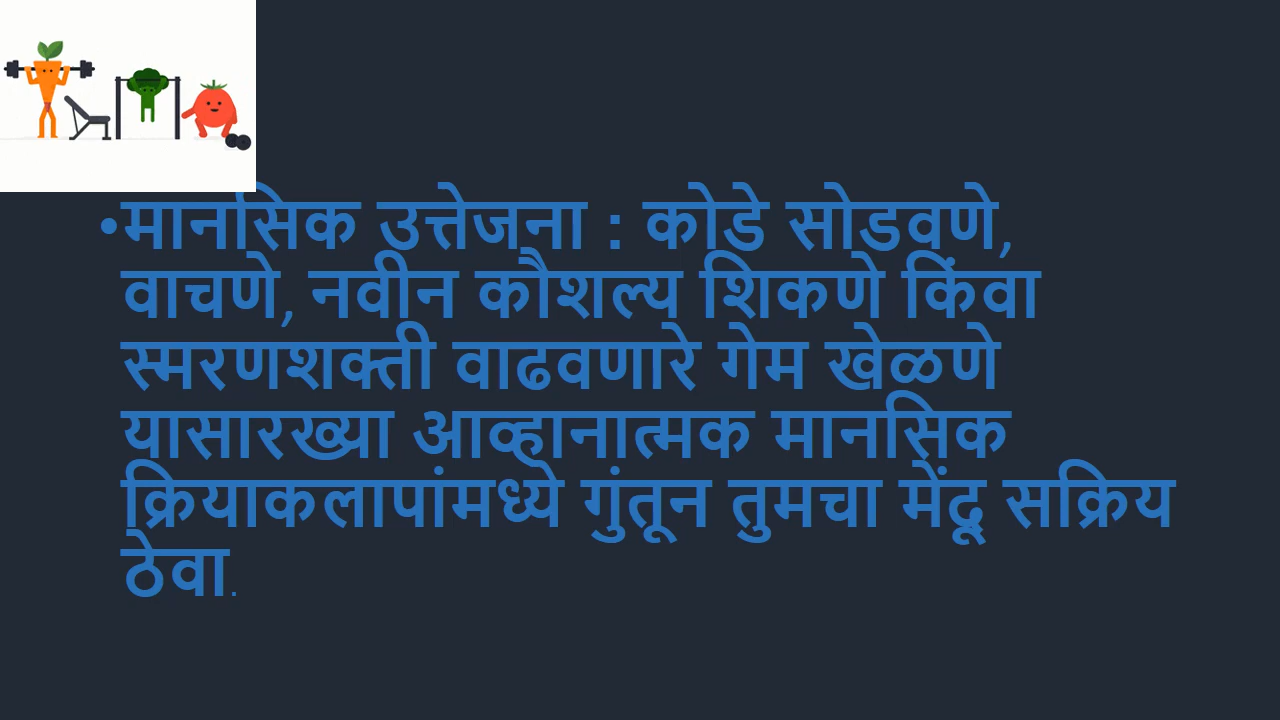 •मानसिक उत्तेजना : कोडे सोडवणे,
वाचणे, नवीन कौशल्य शिकणे किंवा
स्मरणशक्ती वाढवणारे गेम खेळणे
यासारख्या आव्हानात्मक मानसिक
क्रियाकलापांमध्ये गुंतून तुमचा मेंदू सक्रिय
ठेवा.